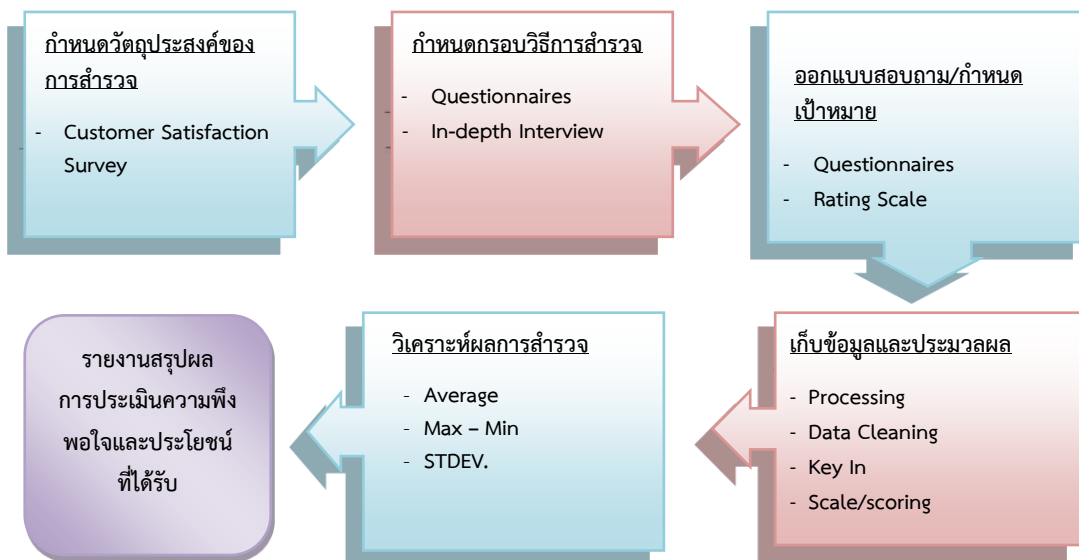 กำหนดวัตถุประสงค์ของ
การสำรวจ
- Customer Satisfaction
Survey
กำหนดกรอบวิธีการสำรวจ
- Questionnaires
- In-depth Interview
ออกแบบสอบถาม/กำหนด
เป้าหมาย
- Questionnaires
- Rating Scale
เก็บข้อมูลและประมวลผล
- Processing
- Data Cleaning
- Key In
- Scale/scoring
วิเคราะห์ผลการสำรวจ
- Average
- Max – Min
- STDEV.
รายงานสรุปผล
การประเมินความพึง
พอใจและประโยชน์
ที่ได้รับ